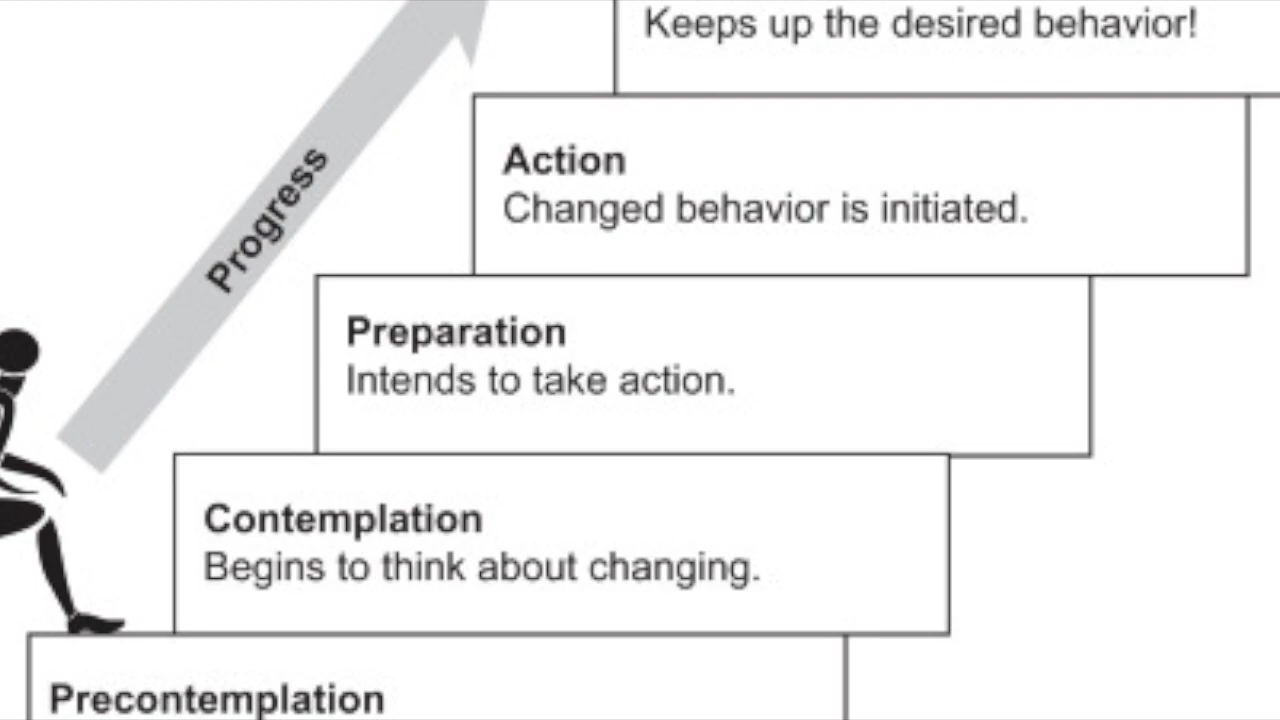 Keeps up the desired behavior!
Action
Changed behavior is initiated.
Progress
Preparation
Intends to take action.
Contemplation
Begins to think about changing.
Precontemplation